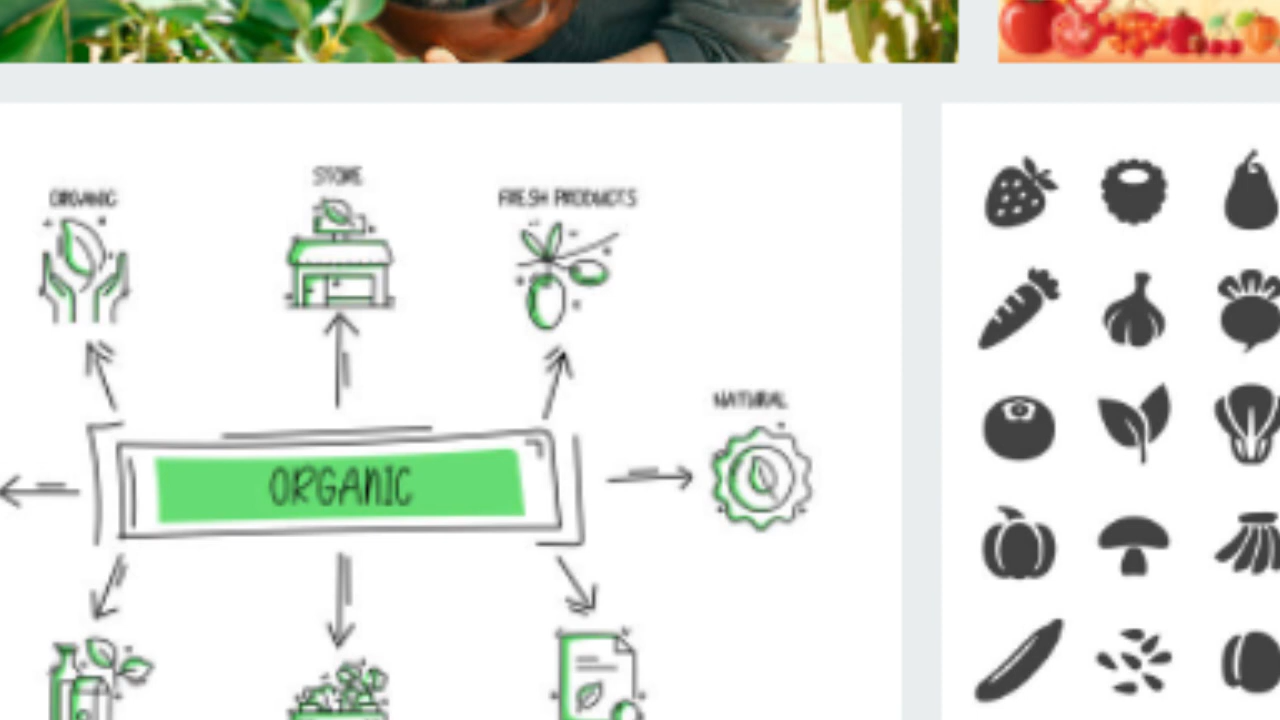 STORE
ORGANIC
FRESH PRODUCTS
NATURAL
ORGANIC